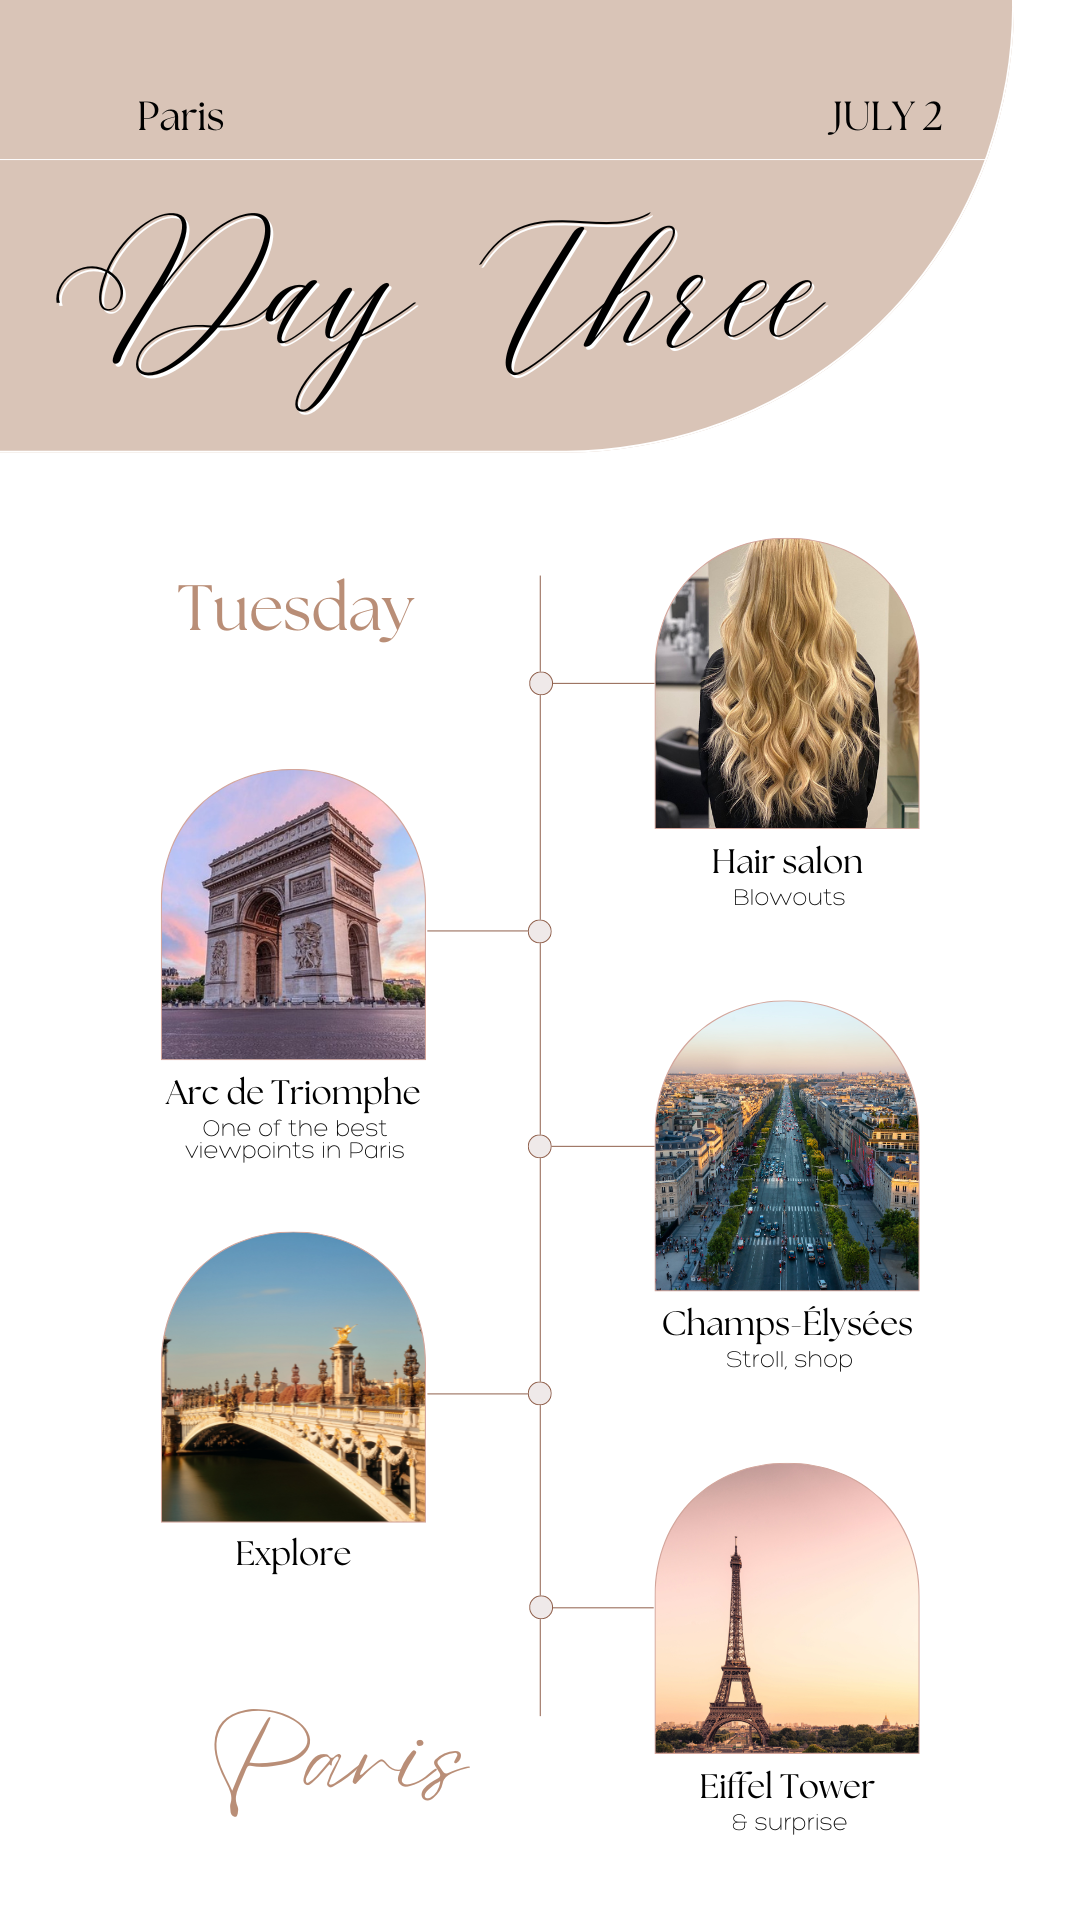 Paris
JULY 2
Day Three
Tuesday
Hair salon
Blowouts
Arc de Triomphe
One of the best
viewpoints in Paris
Champs-Élysées
Stroll, shop
Explore
Eiffel Tower
& surprise
Paris